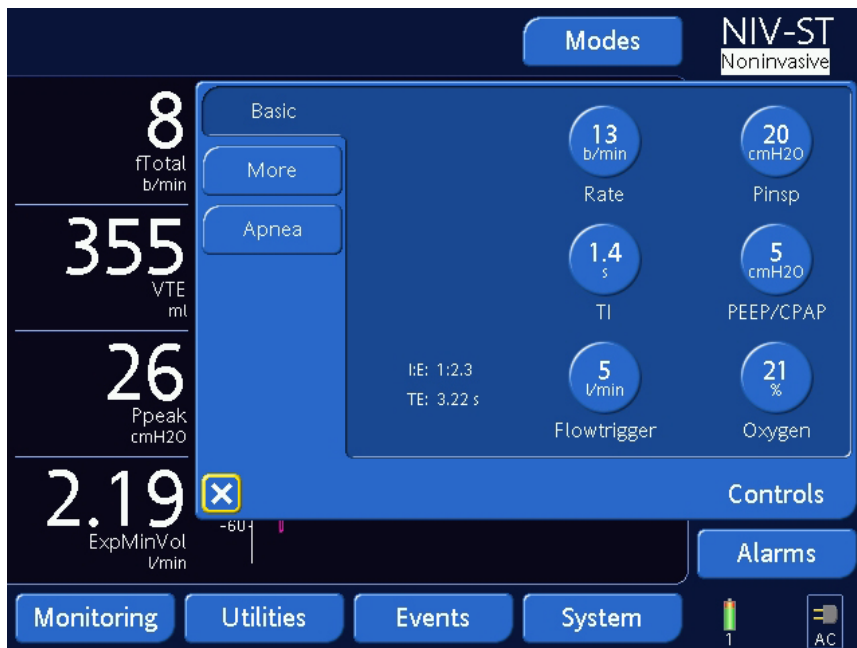 Modes
NIV-ST
Noninvasive
8
fTotal
b/min
355
VTE
ml
26
Ppeak
cmH2O
2.19
ExpMinVol
l/min
Basic
More
Apnea
13
b/min
Rate
20
cmH2O
Pinsp
1.4
s
TI
5
cmH2O
PEEP/CPAP
I:E: 1:2.3
TE: 3.22 s
5
l/min
Flowtrigger
21
%
Oxygen
Controls
-60
Alarms
Monitoring
Utilities
Events
System
1
AC